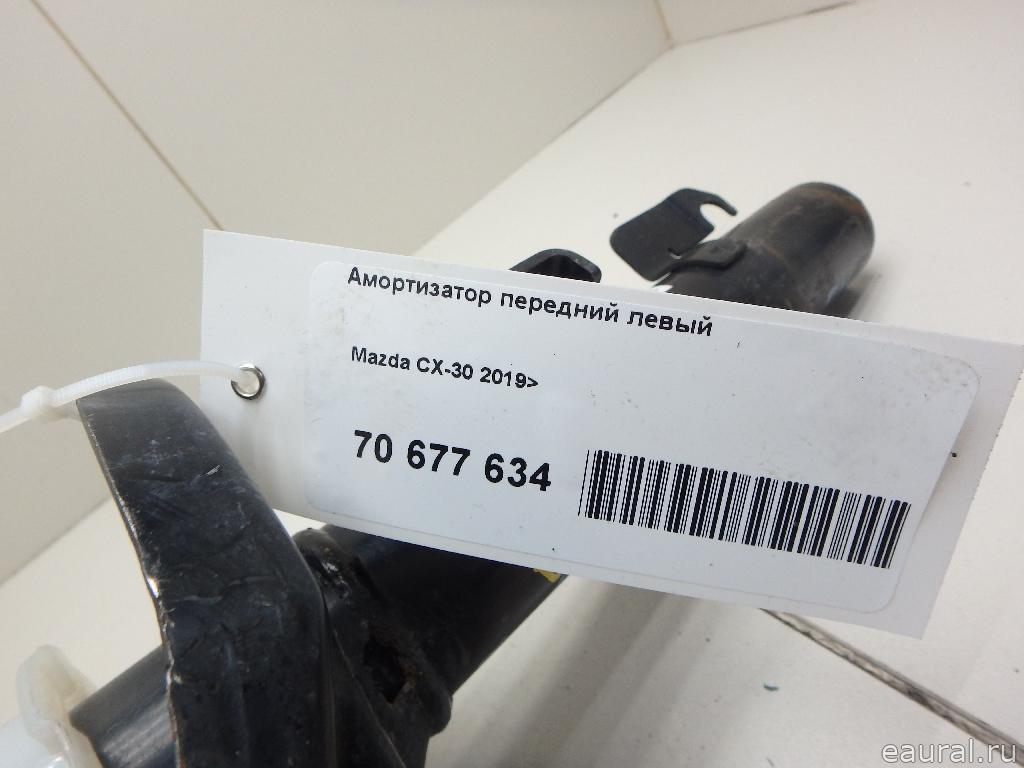 Амортизатор передний левый
Mazda CX-30 2019>
70 677 634
eaural.ru